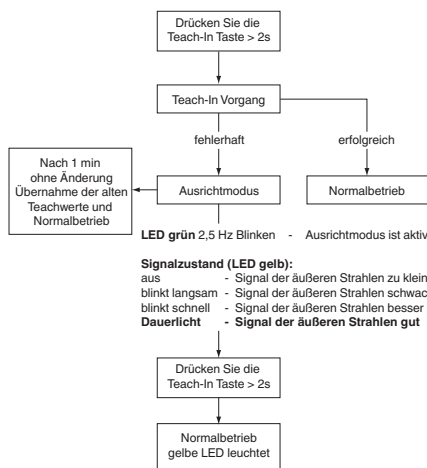 Drücken Sie die
Teach-In Taste > 2s
Teach-In Vorgang
fehlerhaft
erfolgreich
Nach 1 min
ohne Änderung
Übernahme der alten
Teachwerte und
Normalbetrieb
Ausrichtmodus
Normalbetrieb
LED grün 2,5 Hz Blinken - Ausrichtmodus ist aktiv
Signalzustand (LED gelb):
aus - Signal der äußeren Strahlen zu klein
blinkt langsam - Signal der äußeren Strahlen schwac
blinkt schnell - Signal der äußeren Strahlen besser
Dauerlicht - Signal der äußeren Strahlen gut
Drücken Sie die
Teach-In Taste > 2s
Normalbetrieb
gelbe LED leuchtet